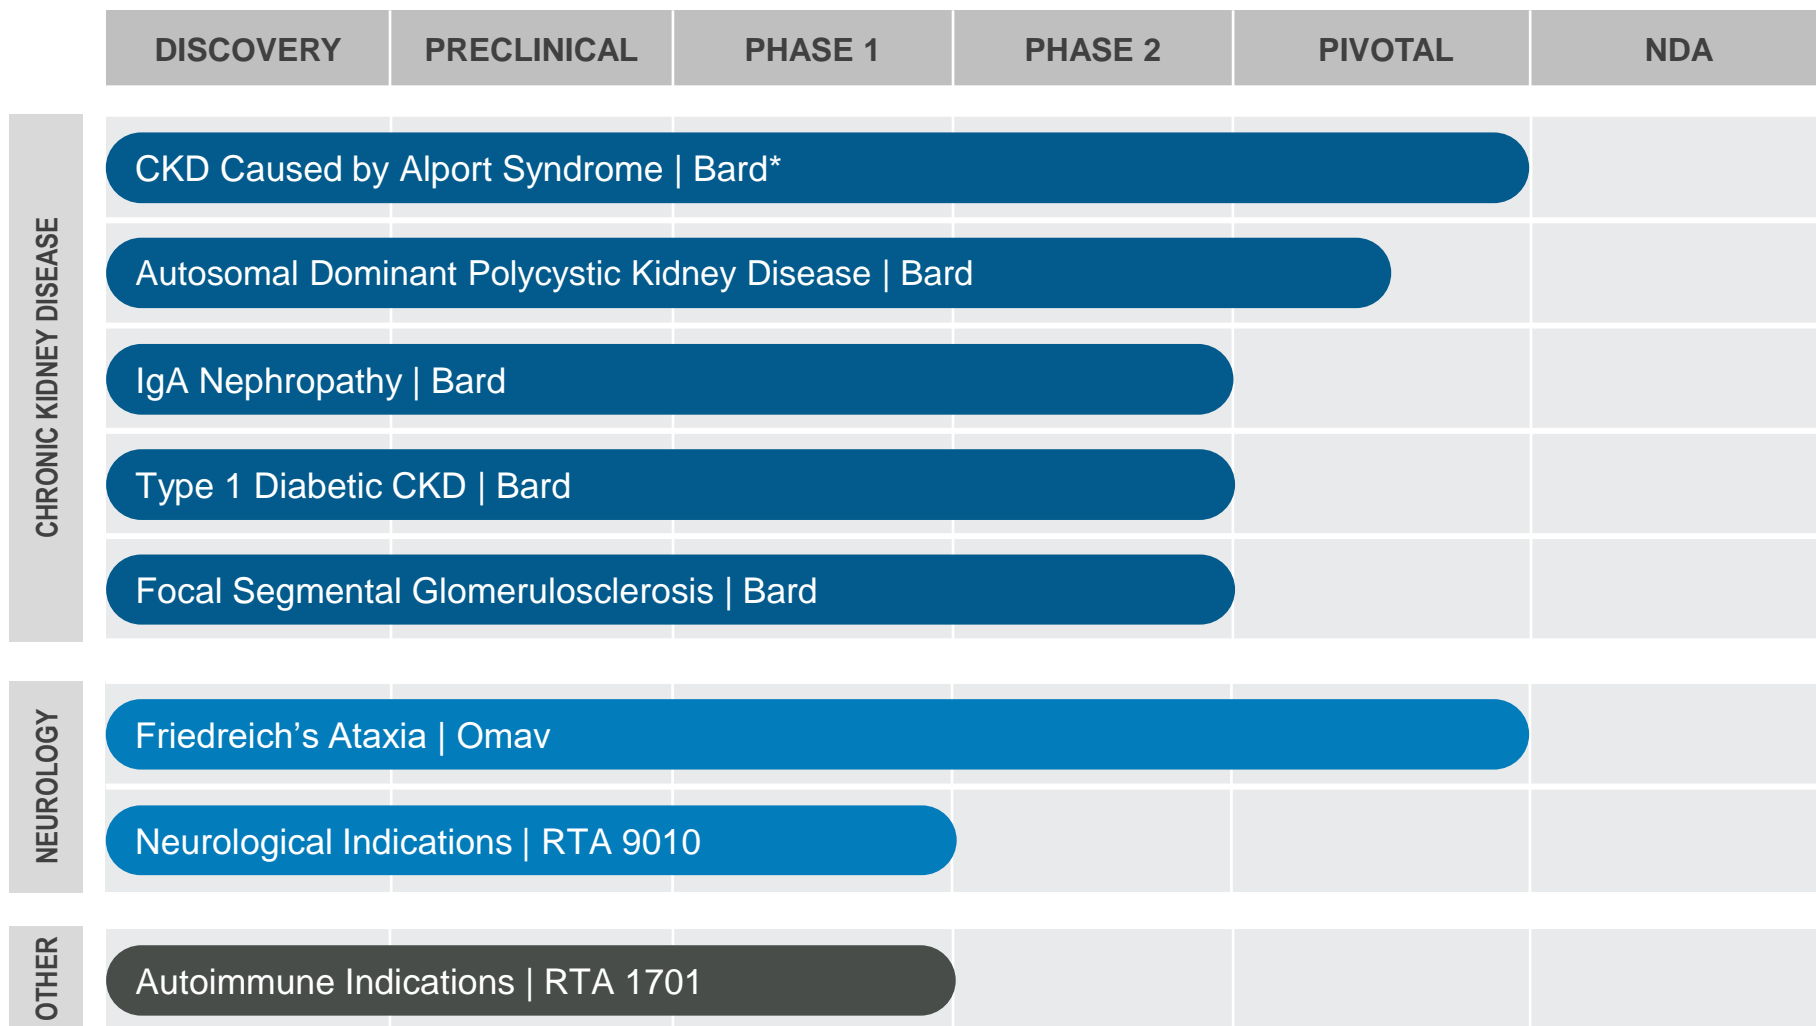 DISCOVERY PRECLINICAL PHASE 1 PHASE 2 PIVOTAL NDA
CHRONIC KIDNEY DISEASE
CKD Caused by Alport Syndrome | Bard*
Autosomal Dominant Polycystic Kidney Disease | Bard
IgA Nephropathy | Bard
Type 1 Diabetic CKD | Bard
Focal Segmental Glomerulosclerosis | Bard
NEUROLOGY
Friedreich’s Ataxia | Omav
Neurological Indications | RTA 9010
OTHER
Autoimmune Indications | RTA 1701